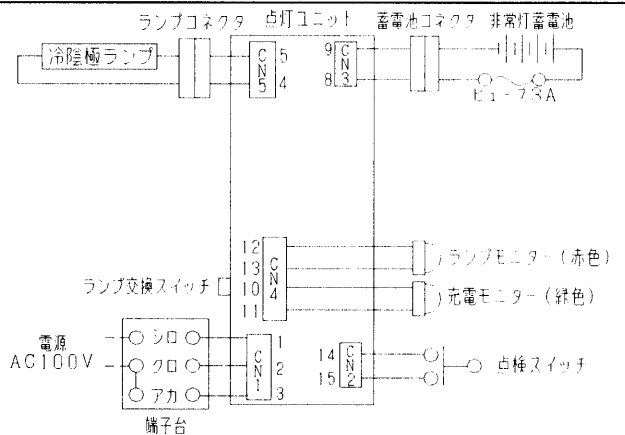 ランプコネクタ 点灯ユニット 蓄電池コネクタ 非常灯蓄電池
冷陰極ランプ
CN5
5
4
9
8
CN3
ヒューズ3A
12
13
10
11
CN4
ランプモニター(赤色)
充電モニター(緑色)
ランプ交換スイッチ
電源
AC100V
シロ
クロ
アカ
端子台
1
2
3
CN1
14
15
CN2
点検スイッチ